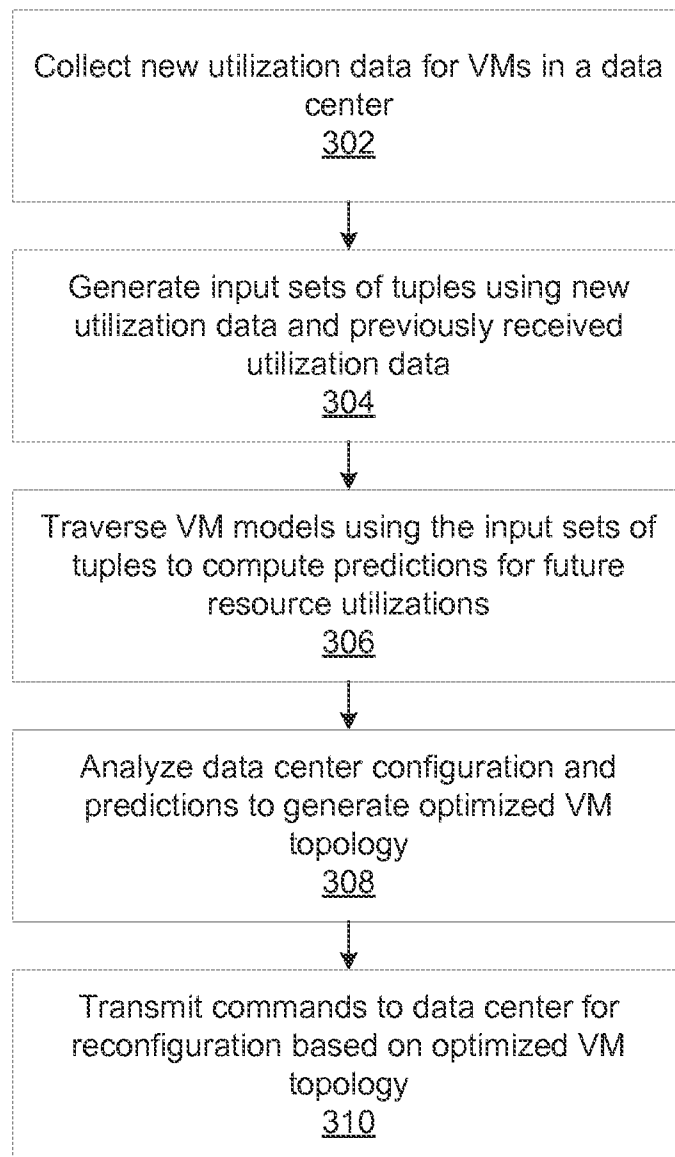 Collect new utilization data for VMs in a data
center
302
Generate input sets of tuples using new
utilization data and previously received
utilization data
304
Traverse VM models using the input sets of
tuples to compute predictions for future
resource utilizations
306
Analyze data center configuration and
predictions to generate optimized VM
topology
308
Transmit commands to data center for
reconfiguration based on optimized VM
topology
310